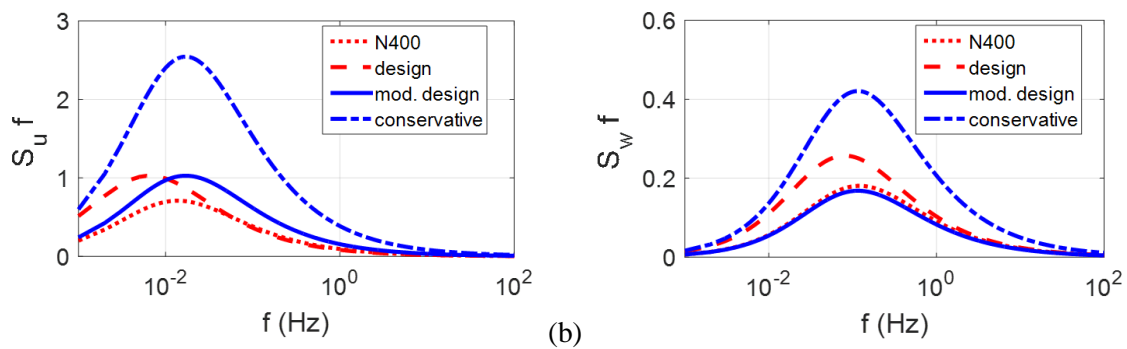 3
2
1
0
S_u f
10^-2
10^0
10^2
f (Hz)
N400
design
mod. design
conservative
(b)
0.6
0.4
0.2
0
S_w f
10^-2
10^0
10^2
f (Hz)
N400
design
mod. design
conservative